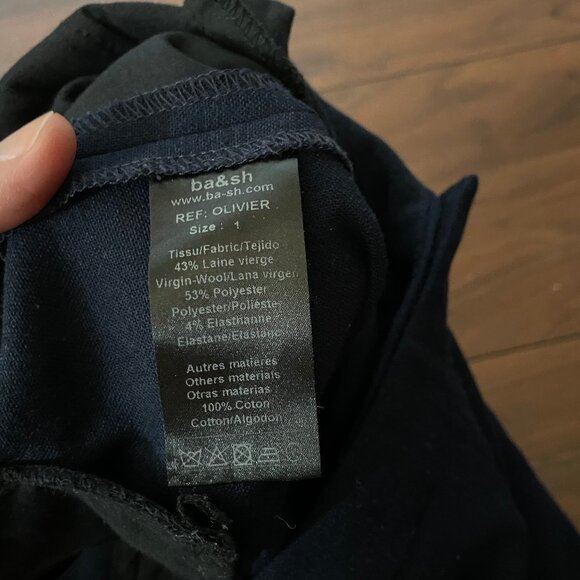 ba&sh
www.ba-sh.com
REF: OLIVIER
Size : 1
Tissu/Fabric/Tejido
43% Laine vierge
Virgin-Wool/Lana virgen
53% Polyester
Polyester/Poliéster
4% Elasthanne
Elastane/Elastano
Autres matières
Others materials
Otras materias
100% Coton
Cotton/Algodon